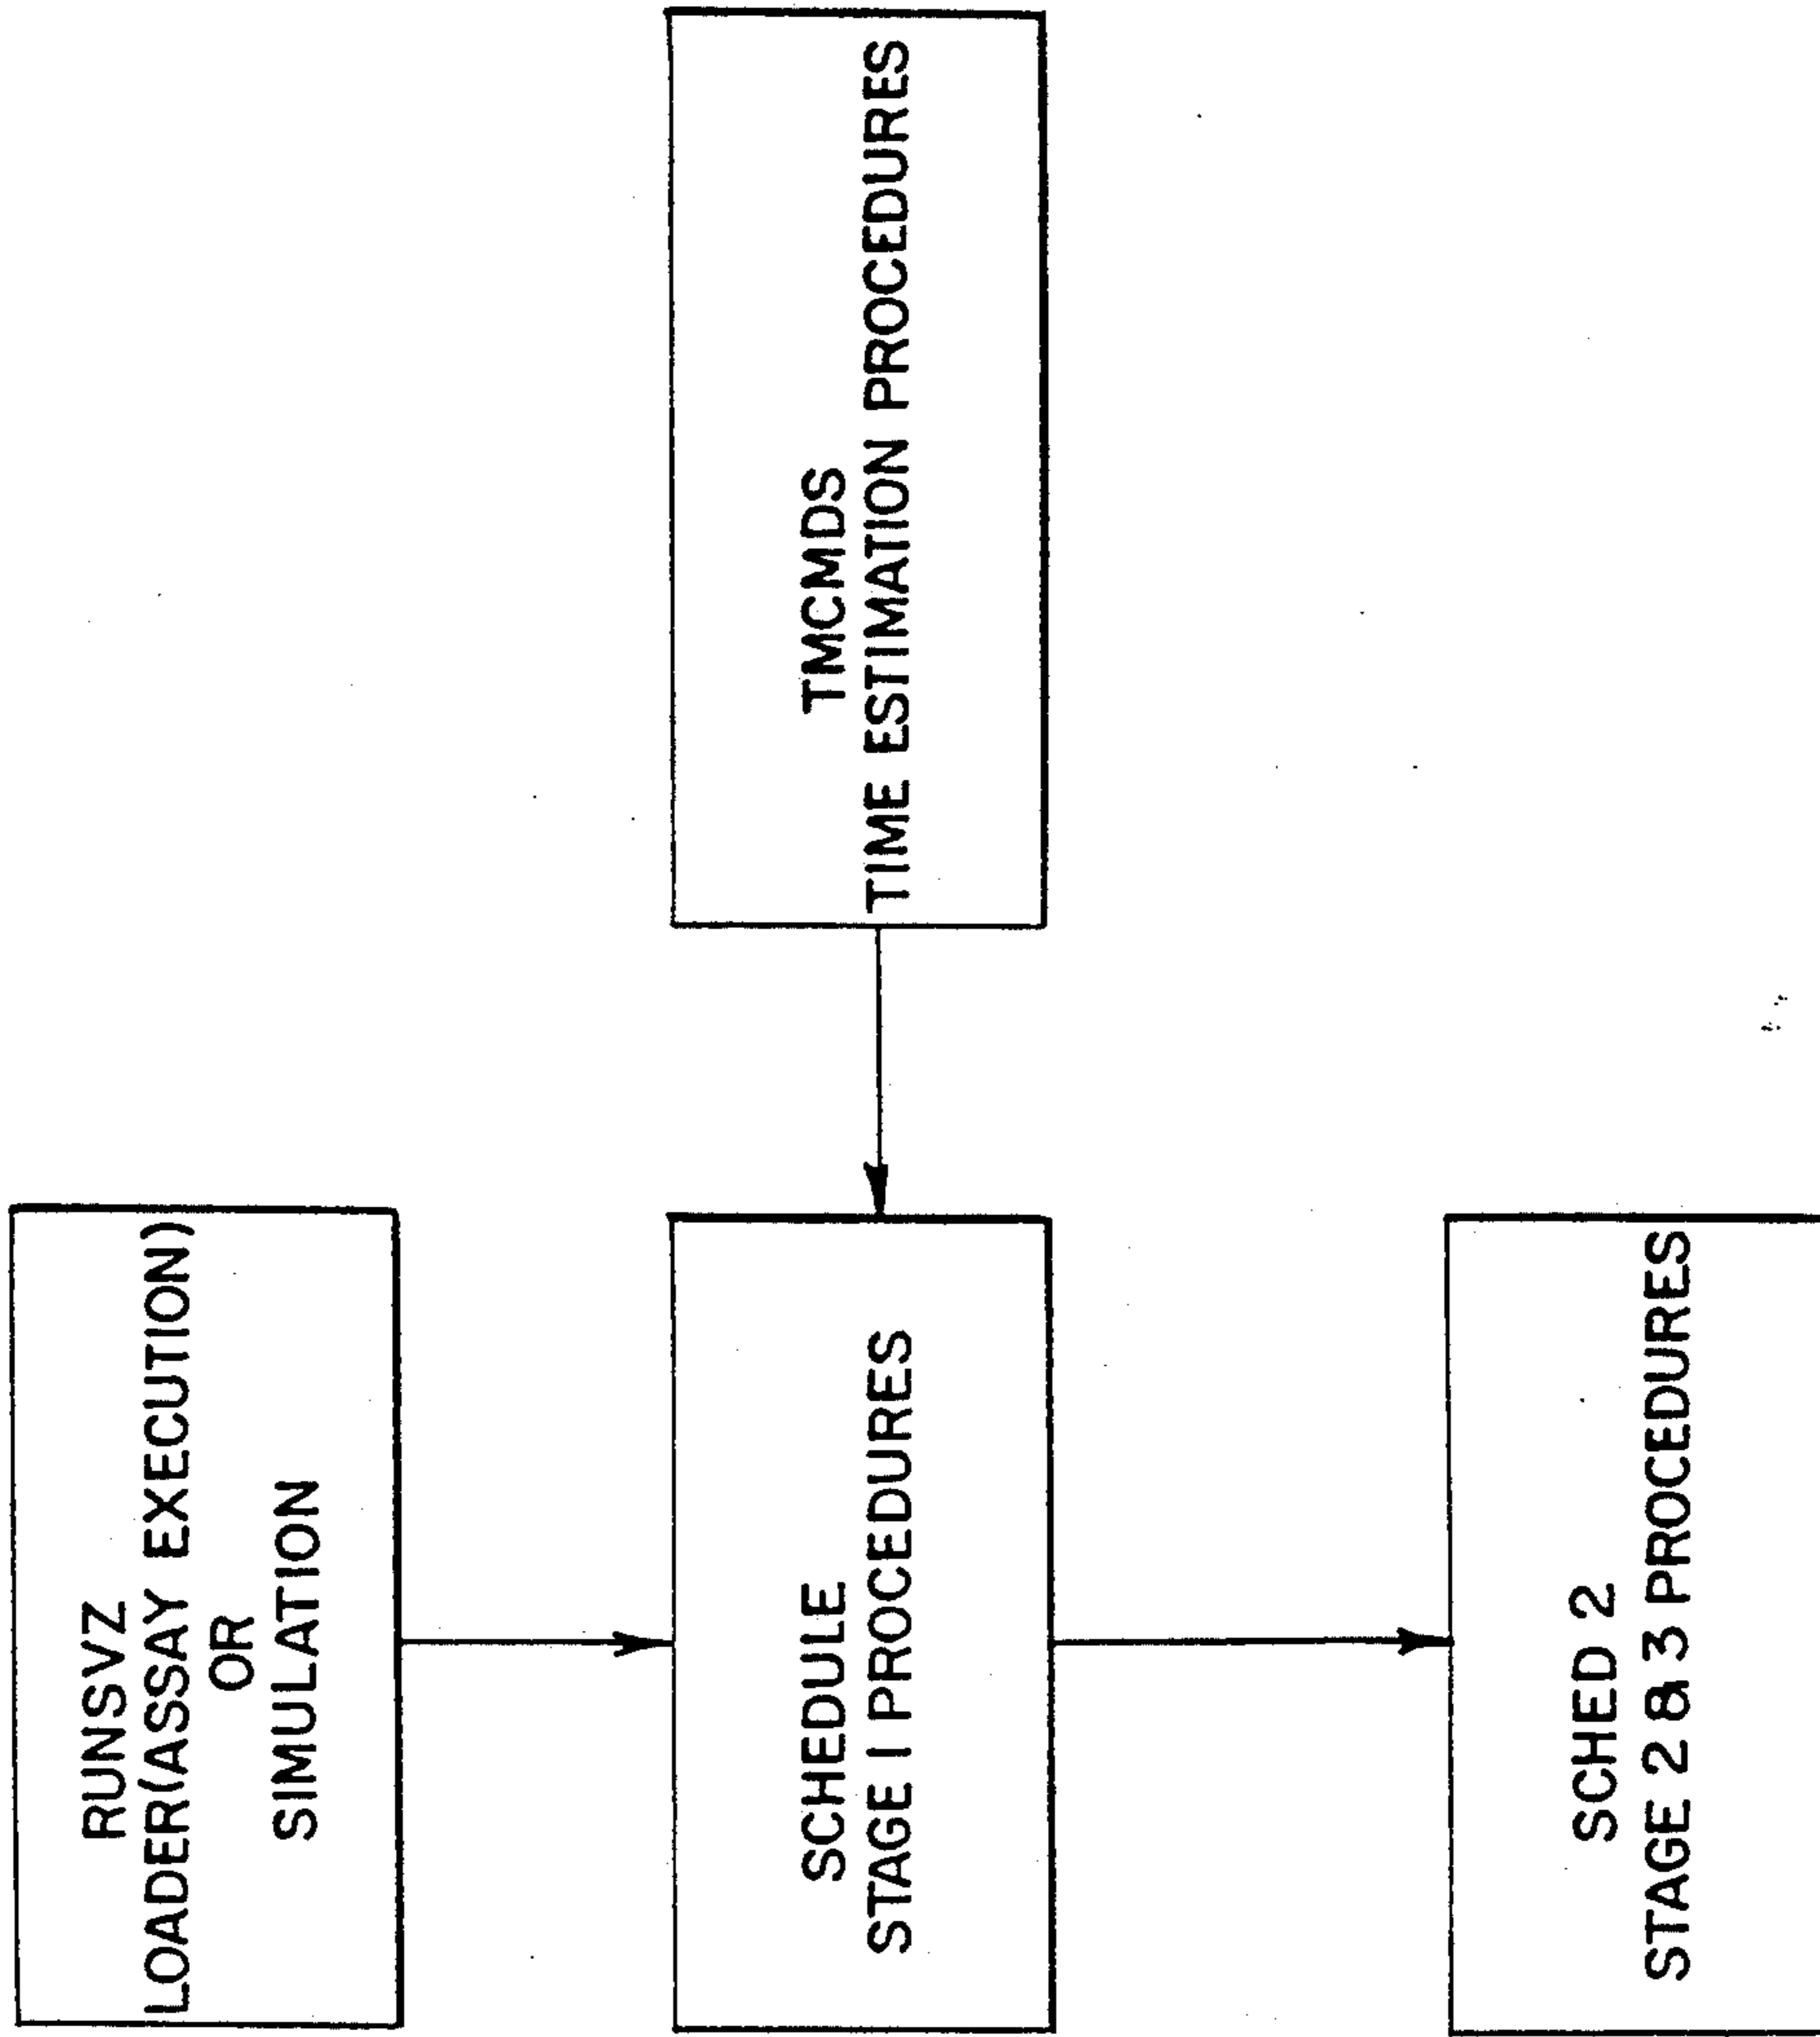 RUNSVZ
LOADER(ASSAY EXECUTION)
OR
SIMULATION
SCHEDULE
STAGE I PROCEDURES
TMCMDS
TIME ESTIMATION PROCEDURES
SCHED 2
STAGE 2 & 3 PROCEDURES